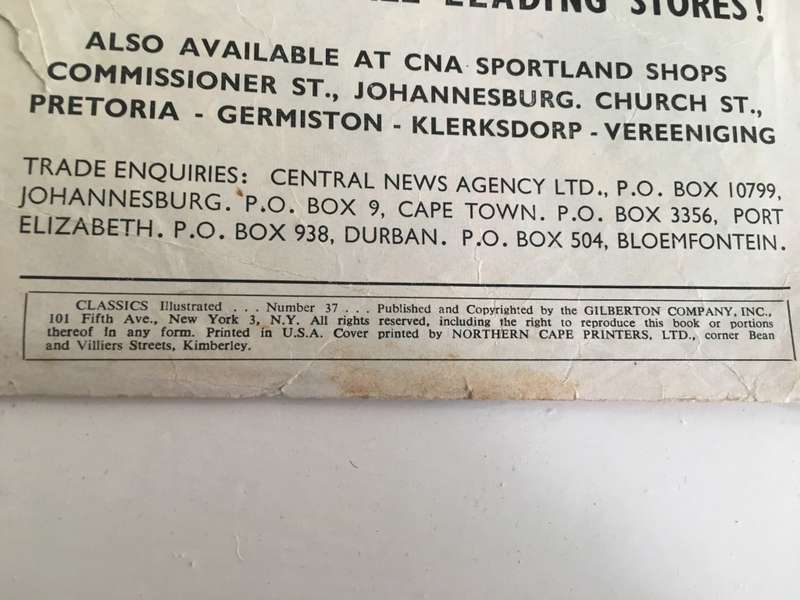 LEADING STORES!
ALSO AVAILABLE AT CNA SPORTLAND SHOPS
COMMISSIONER ST., JOHANNESBURG. CHURCH ST.,
PRETORIA - GERMISTON - KLERKSDORP - VEREENIGING
TRADE ENQUIRIES: CENTRAL NEWS AGENCY LTD., P.O. BOX 10799,
JOHANNESBURG. P.O. BOX 9, CAPE TOWN. P.O. BOX 3356, PORT
ELIZABETH. P.O. BOX 938, DURBAN. P.O. BOX 504, BLOEMFONTEIN.
CLASSICS Illustrated . . . Number 37 . . . Published and Copyrighted by the GILBERTON COMPANY, INC.,
101 Fifth Ave., New York 3, N.Y. All rights reserved, including the right to reproduce this book or portions
thereof in any form. Printed in U.S.A. Cover printed by NORTHERN CAPE PRINTERS, LTD., corner Bean
and Villiers Streets, Kimberley.